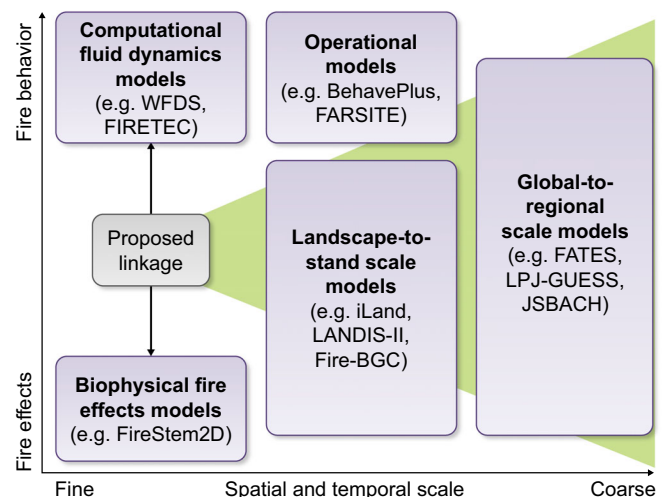 Fire behavior
Computational
fluid dynamics
models
(e.g. WFDS,
FIRETEC)
Operational
models
(e.g. BehavePlus,
FARSITE)
Global-to-
regional
scale models
(e.g. FATES,
LPJ-GUESS,
JSBACH)
Proposed
linkage
Landscape-to-
stand scale
models
(e.g. iLand,
LANDIS-II,
Fire-BGC)
Fire effects
Biophysical fire
effects models
(e.g. FireStem2D)
Fine
Spatial and temporal scale
Coarse